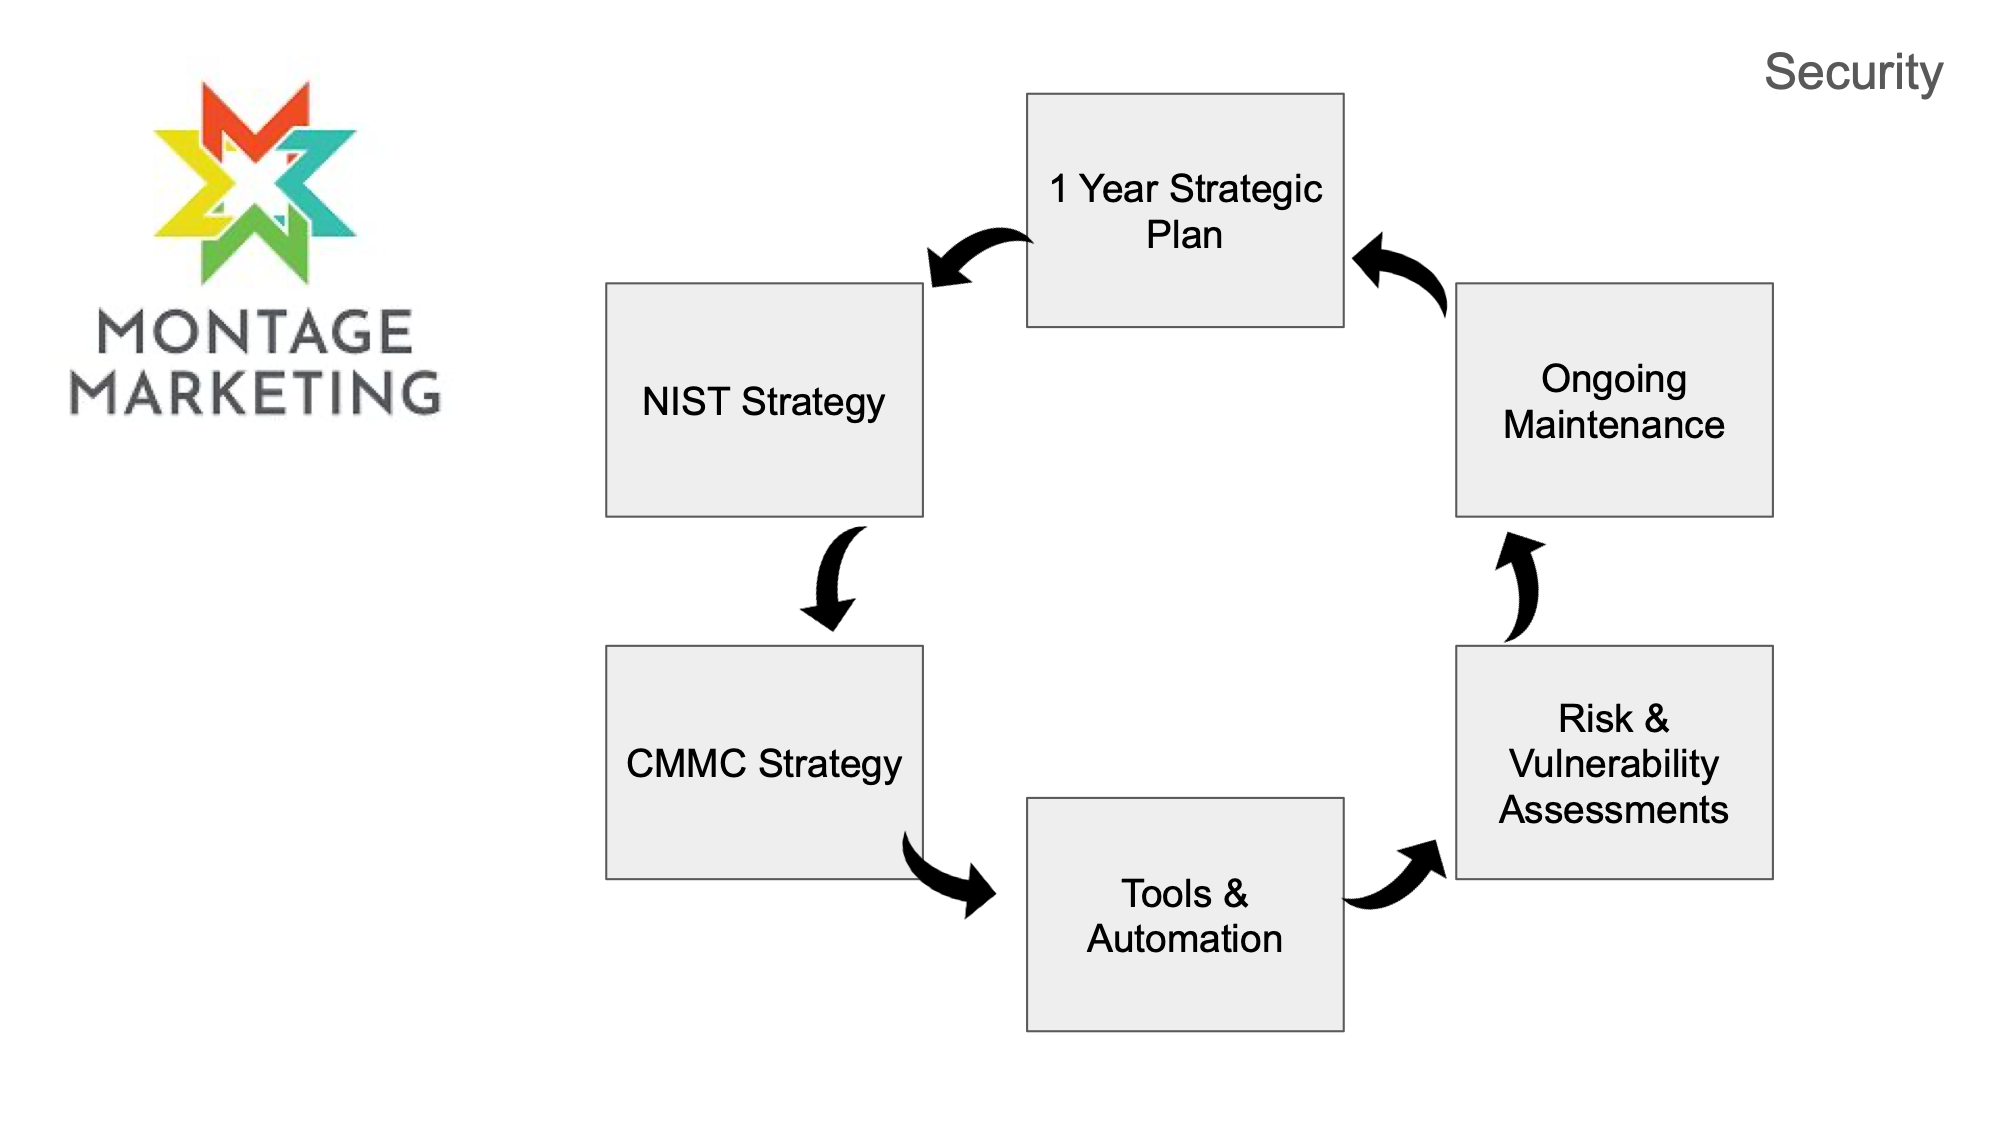 Security
MONTAGE
MARKETING
1 Year Strategic
Plan
NIST Strategy
CMMC Strategy
Tools &
Automation
Risk &
Vulnerability
Assessments
Ongoing
Maintenance